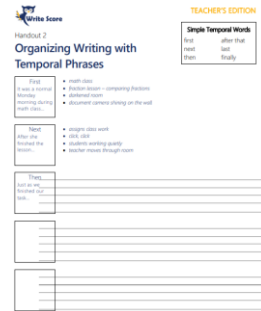 TEACHER'S EDITION
Write Score
Handout 2
Organizing Writing with
Temporal Phrases
Simple Temporal Words
first after that
next last
then finally
First
It was a normal
Monday
morning during
math class...
• math class
• fraction lesson – comparing fractions
• darkened room
• document camera shining on the wall
Next
After she
finished the
lesson...
• assigns class work
• click, click
• students working quietly
• teacher moves through room
Then
Just as we
finished our
task...